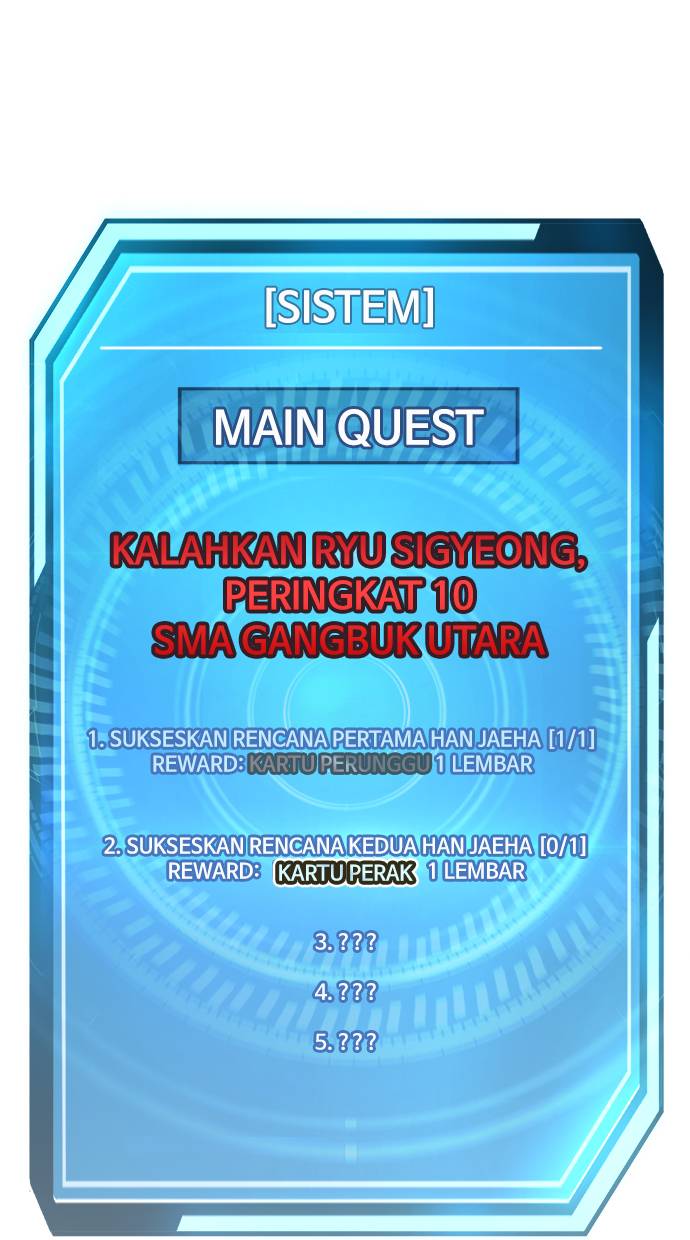 [SISTEM]
MAIN QUEST
KALAHKAN RYU SIGYEONG,
PERINGKAT 10
SMA GANGBUK UTARA
1. SUKSESKAN RENCANA PERTAMA HAN JAEHA [1/1]
REWARD: KARTU PERUNGGU 1 LEMBAR
2. SUKSESKAN RENCANA KEDUA HAN JAEHA [0/1]
REWARD: KARTU PERAK 1 LEMBAR
3. ???
4. ???
5. ???